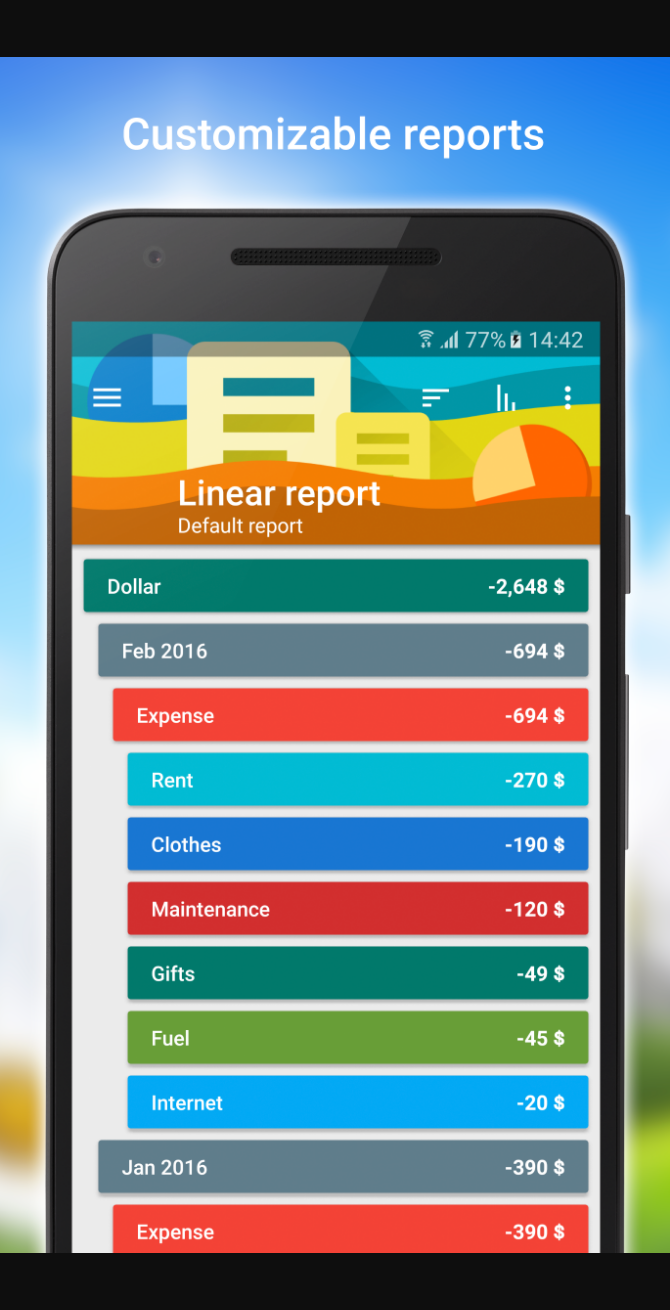 Customizable reports
77% 14:42
Linear report
Default report
Dollar -2,648 $
Feb 2016 -694 $
Expense -694 $
Rent -270 $
Clothes -190 $
Maintenance -120 $
Gifts -49 $
Fuel -45 $
Internet -20 $
Jan 2016 -390 $
Expense -390 $